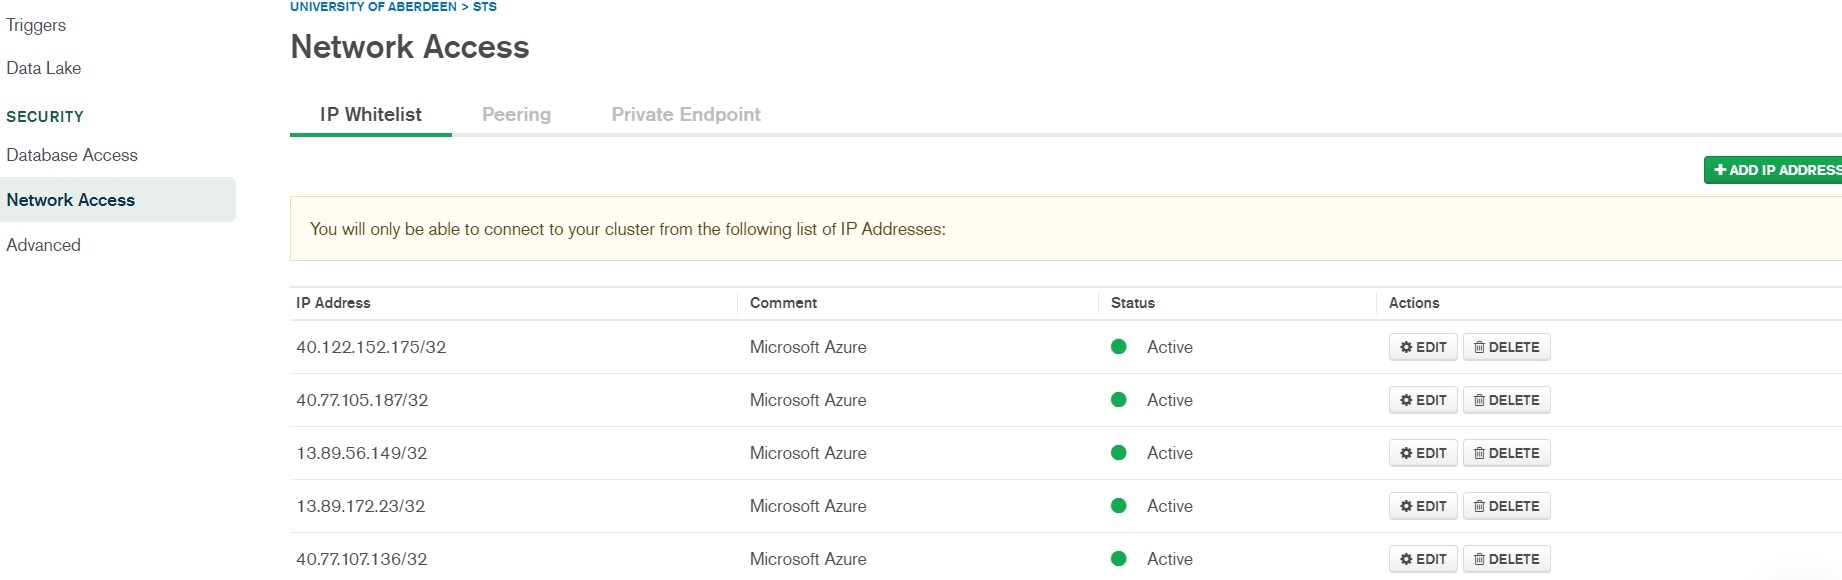 UNIVERSITY OF ABERDEEN > STS
Triggers
Network Access
Data Lake
SECURITY
IP Whitelist Peering Private Endpoint
Database Access
+ ADD IP ADDRESS
Network Access
You will only be able to connect to your cluster from the following list of IP Addresses:
Advanced
IP Address Comment Status Actions
40.122.152.175/32 Microsoft Azure Active EDIT DELETE
40.77.105.187/32 Microsoft Azure Active EDIT DELETE
13.89.56.149/32 Microsoft Azure Active EDIT DELETE
13.89.172.23/32 Microsoft Azure Active EDIT DELETE
40.77.107.136/32 Microsoft Azure Active EDIT DELETE